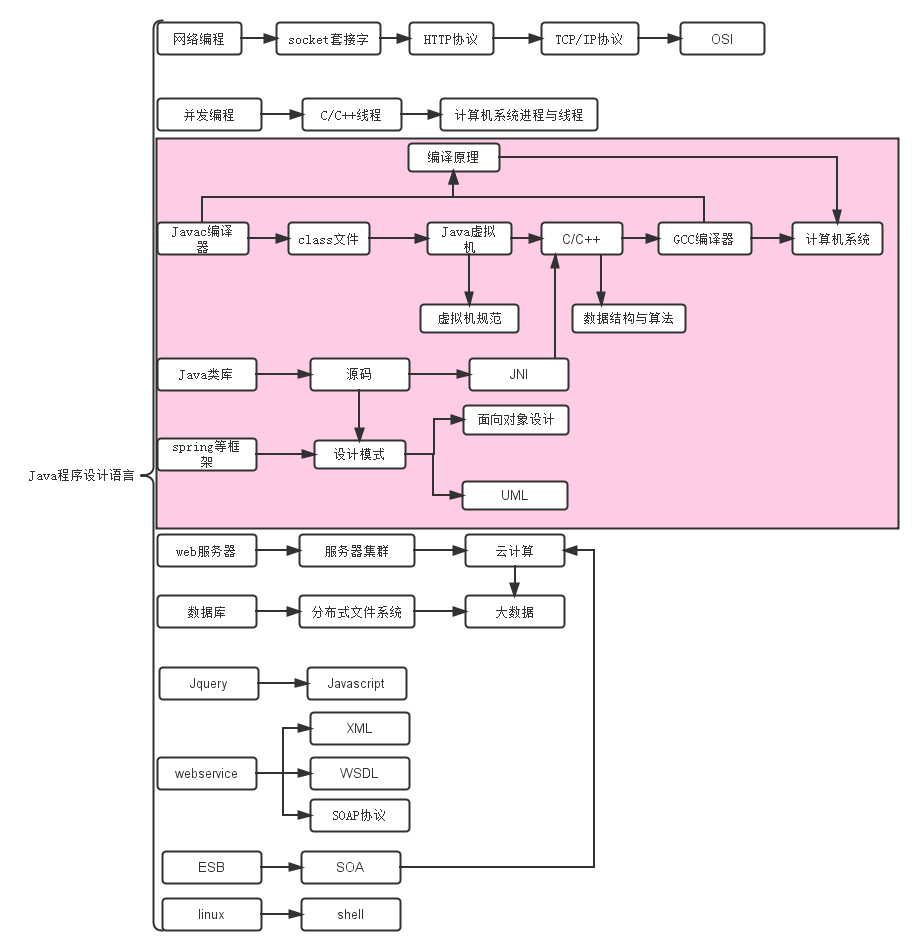 网络编程
socket套接字
HTTP协议
TCP/IP协议
OSI
并发编程
C/C++线程
计算机系统进程与线程
编译原理
Javac编译
器
class文件
Java虚拟
机
C/C++
GCC编译器
计算机系统
虚拟机规范
数据结构与算法
Java类库
源码
JNI
面向对象设计
spring等框
架
设计模式
Java程序设计语言
UML
web服务器
服务器集群
云计算
数据库
分布式文件系统
大数据
Jquery
Javascript
XML
webservice
WSDL
SOAP协议
ESB
SOA
linux
shell